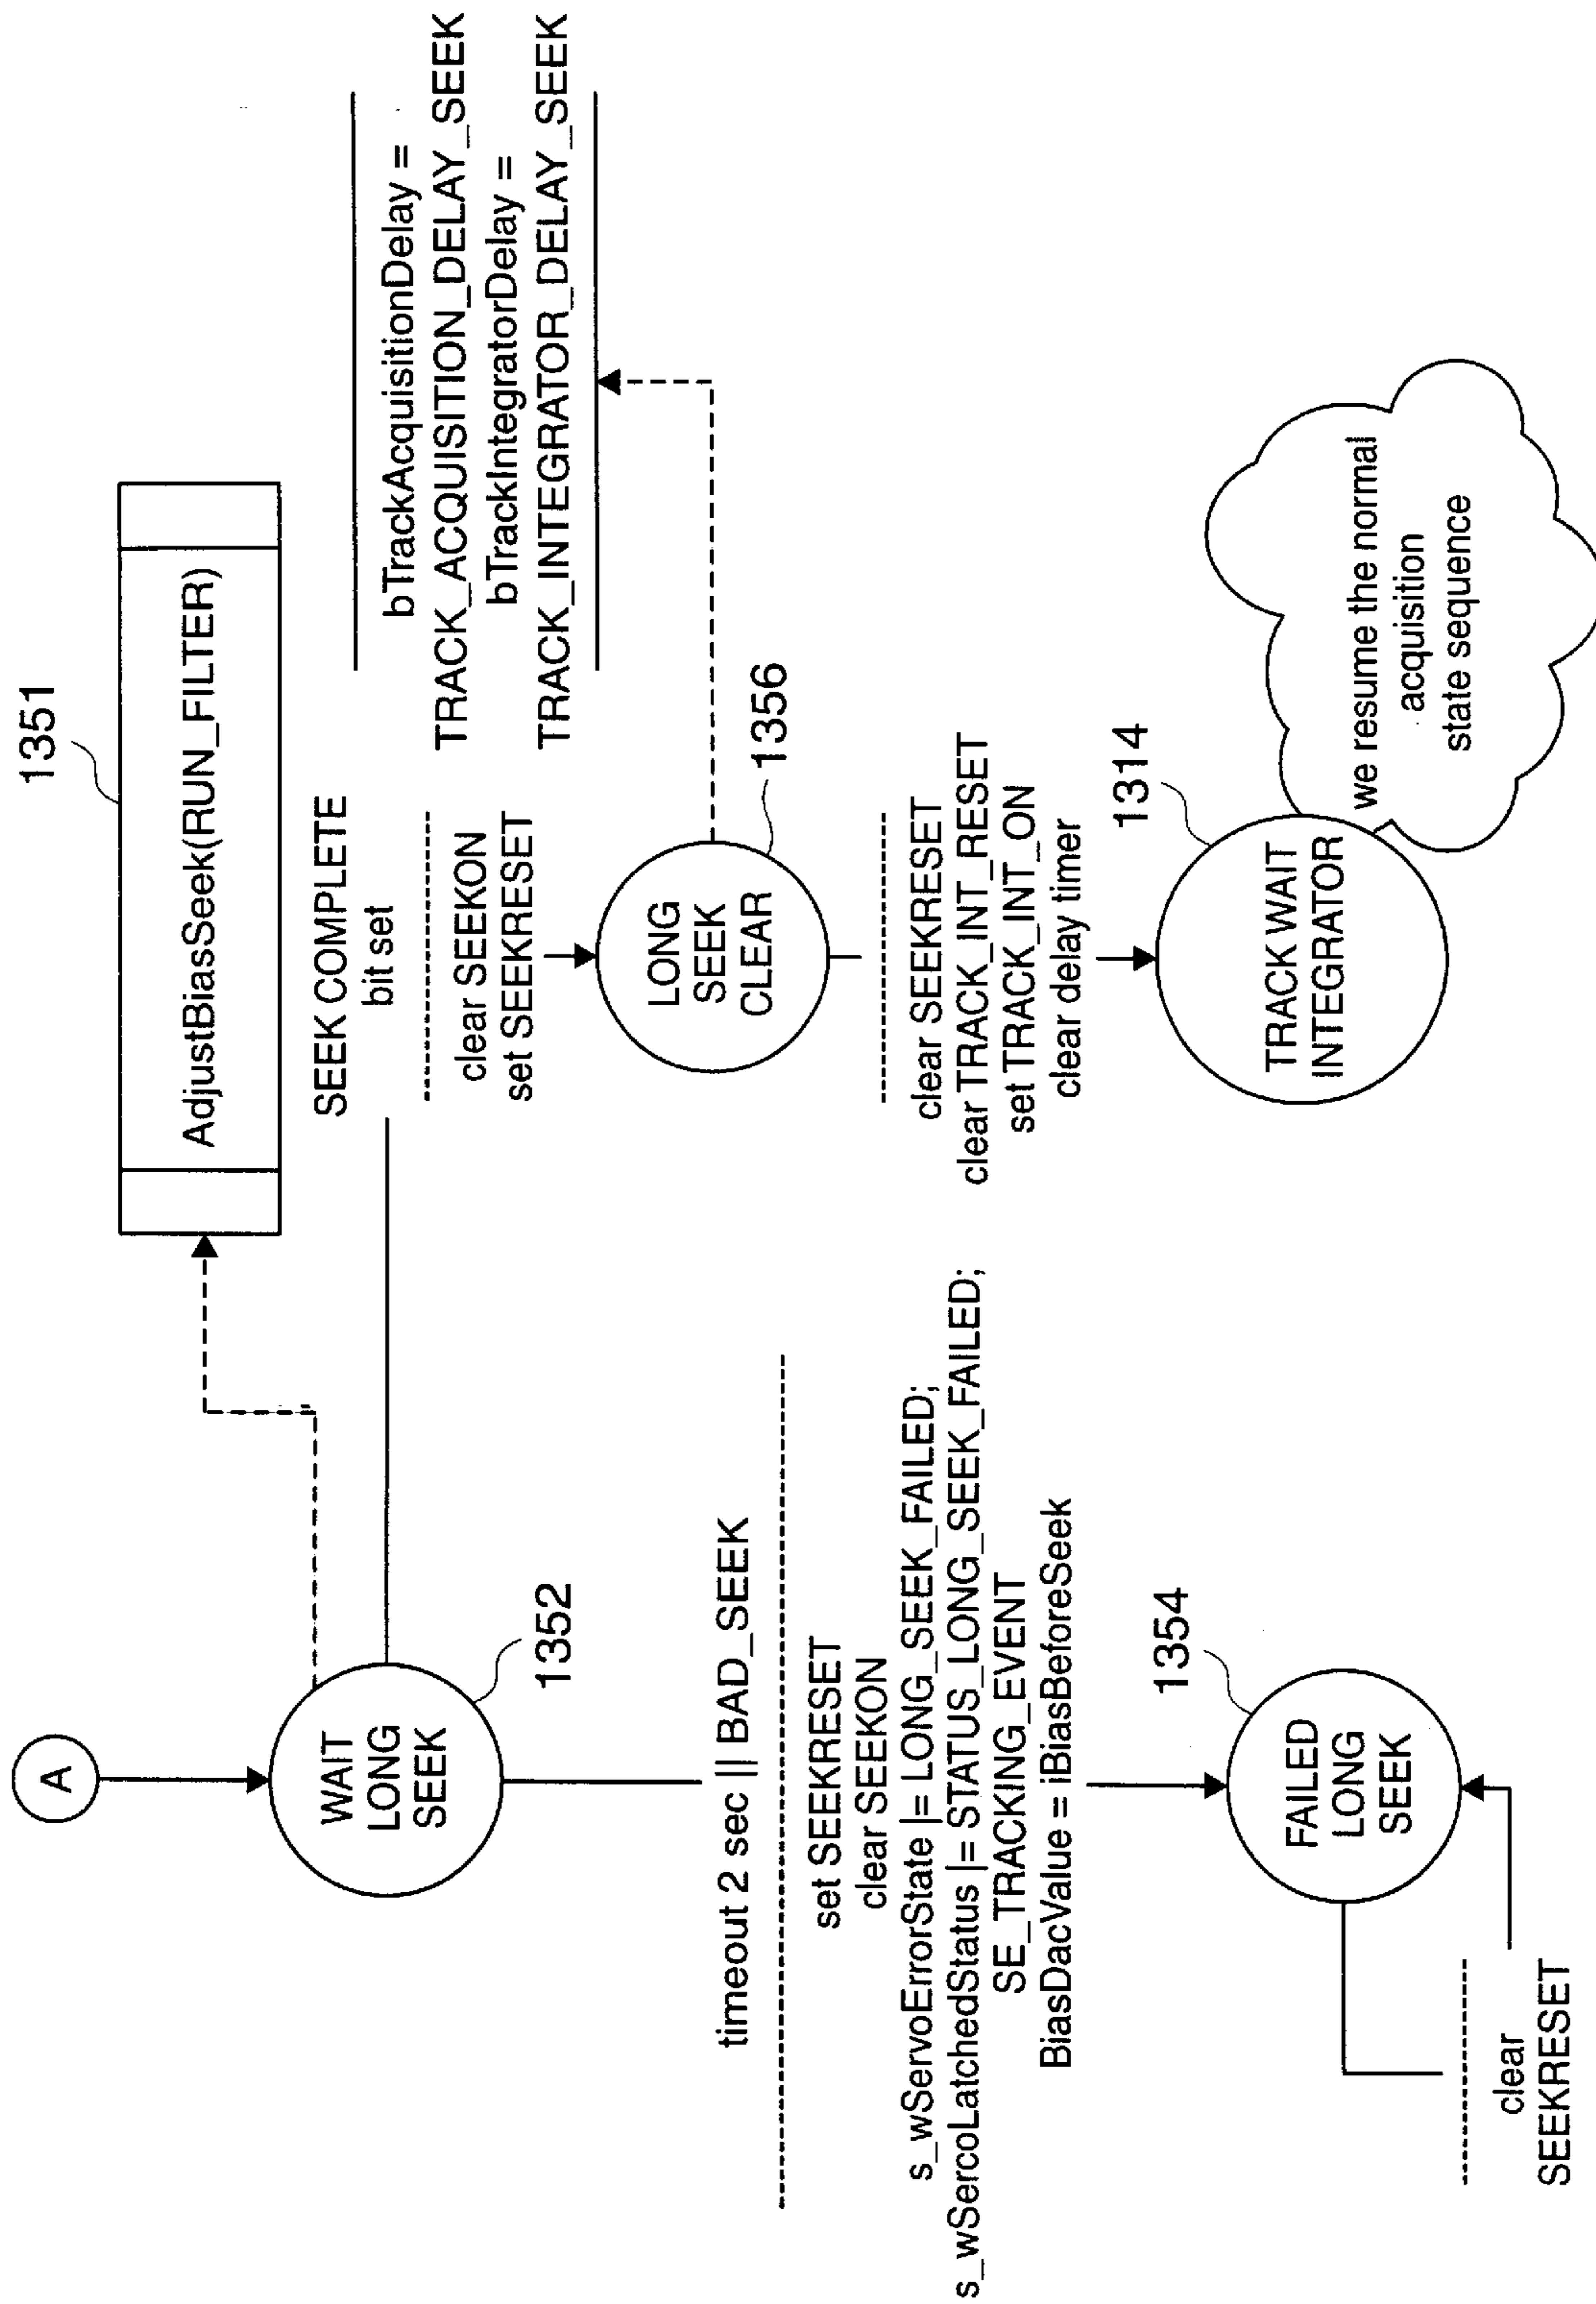 A
WAIT
LONG
SEEK
1352
1351
AdjustBiasSeek(RUN_FILTER)
SEEK COMPLETE
bit set
clear SEEKON
set SEEKRESET
bTrackAcquisitionDelay =
TRACK_ACQUISITION_DELAY_SEEK
bTrackIntegratorDelay =
TRACK_INTEGRATOR_DELAY_SEEK
LONG
SEEK
CLEAR
1356
clear SEEKRESET
clear TRACK_INT_RESET
set TRACK_INT_ON
clear delay timer
TRACK WAIT
INTEGRATOR
1314
we resume the normal
acquisition
state sequence
timeout 2 sec || BAD_SEEK
set SEEKRESET
clear SEEKON
s_wServoErrorState |= LONG_SEEK_FAILED;
s_wSercoLatchedStatus |= STATUS_LONG_SEEK_FAILED;
SE_TRACKING_EVENT
BiasDacValue = iBiasBeforeSeek
FAILED
LONG
SEEK
1354
clear
SEEKRESET